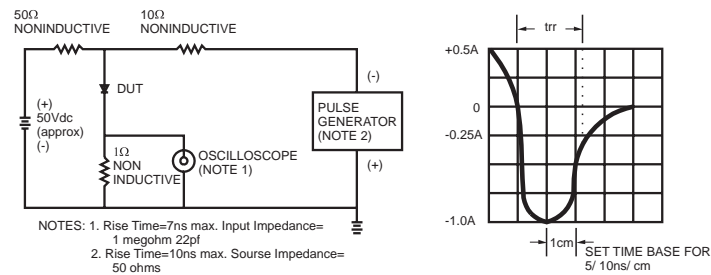 50Ω
NONINDUCTIVE
10Ω
NONINDUCTIVE
DUT
(+)
50Vdc
(approx)
(-)
1Ω
NON
INDUCTIVE
OSCILLOSCOPE
(NOTE 1)
(-)
PULSE
GENERATOR
(NOTE 2)
(+)
NOTES: 1. Rise Time=7ns max. Input Impedance=
1 megohm 22pf
2. Rise Time=10ns max. Sourse Impedance=
50 ohms
trr
+0.5A
0
-0.25A
-1.0A
1cm
SET TIME BASE FOR
5/ 10ns/ cm